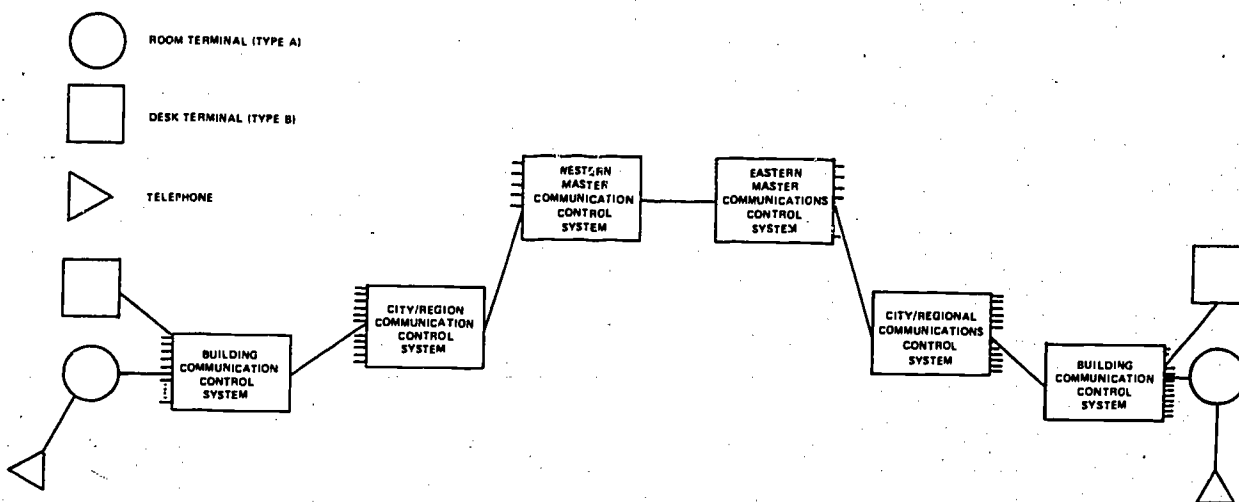 ROOM TERMINAL (TYPE A)
DESK TERMINAL (TYPE B)
TELEPHONE
WESTERN
MASTER
COMMUNICATION
CONTROL
SYSTEM
EASTERN
MASTER
COMMUNICATIONS
CONTROL
SYSTEM
CITY/REGION
COMMUNICATION
CONTROL
SYSTEM
CITY/REGIONAL
COMMUNICATIONS
CONTROL
SYSTEM
BUILDING
COMMUNICATION
CONTROL
SYSTEM
BUILDING
COMMUNICATION
CONTROL
SYSTEM